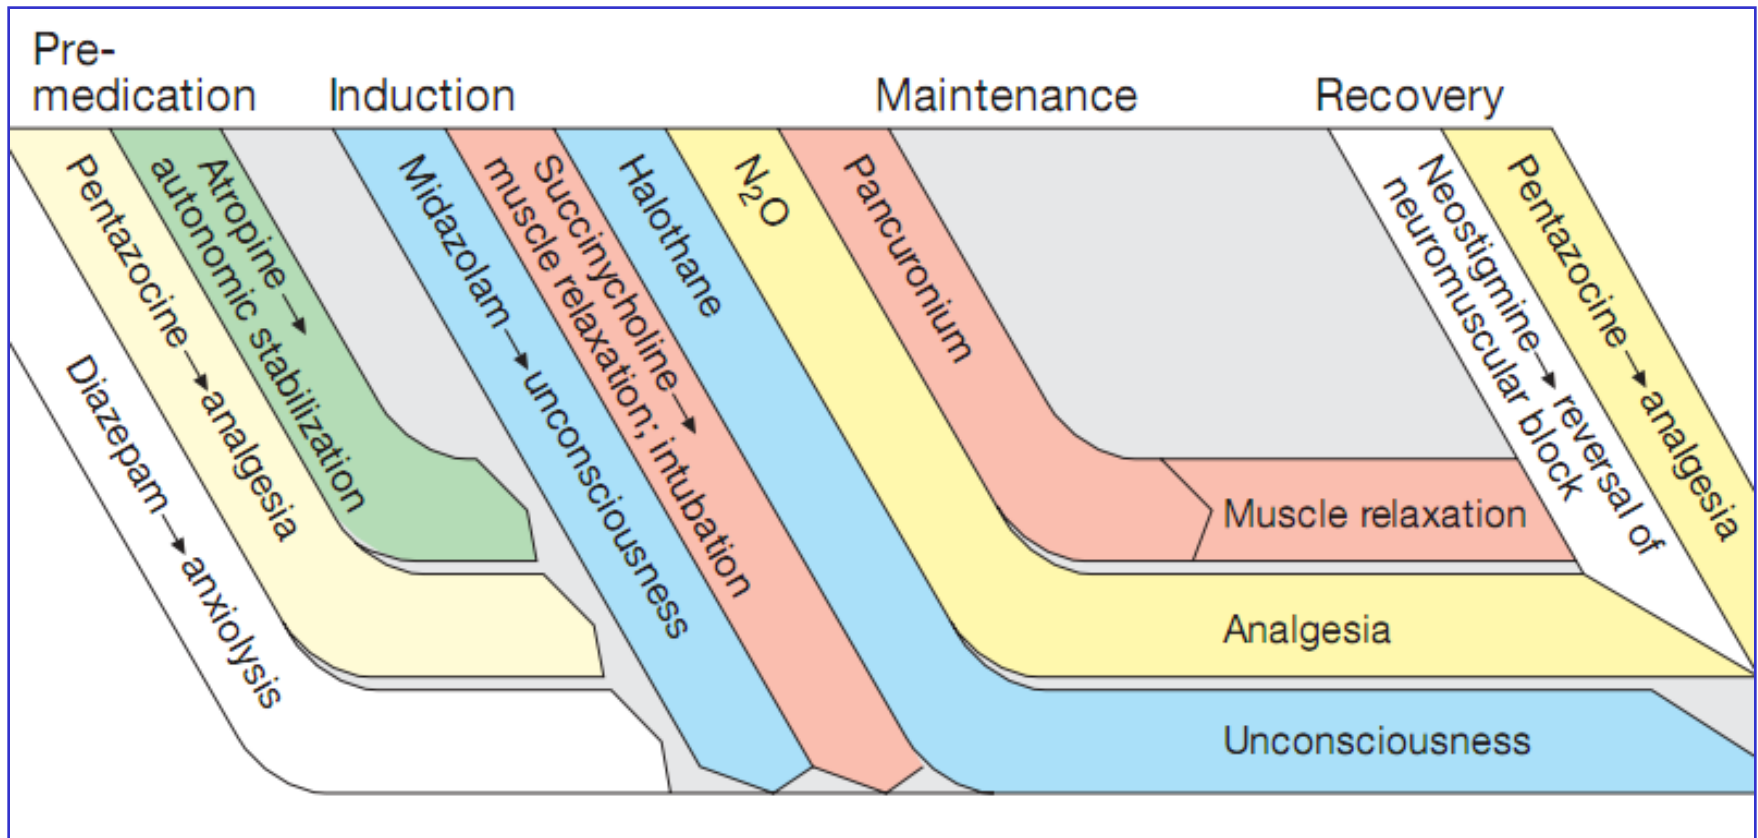 Pre-
medication
Induction
Maintenance
Recovery
Diazepam → anxiolysis
Pentazocine → analgesia
Atropine →
autonomic stabilization
Midazolam → unconsciousness
Succinycholine →
muscle relaxation; intubation
Halothane
N₂O
Pancuronium
Neostigmine → reversal of
neuromuscular block
Pentazocine → analgesia
Muscle relaxation
Analgesia
Unconsciousness